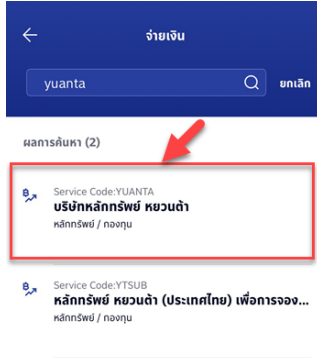 จ่ายเงิน
yuanta
ยกเลิก
ผลการค้นหา (2)
Service Code:YUANTA
บริษัทหลักทรัพย์ หยวนต้า
หลักทรัพย์ / กองทุน
Service Code:YTSUB
หลักทรัพย์ หยวนต้า (ประเทศไทย) เพื่อการจอง...
หลักทรัพย์ / กองทุน